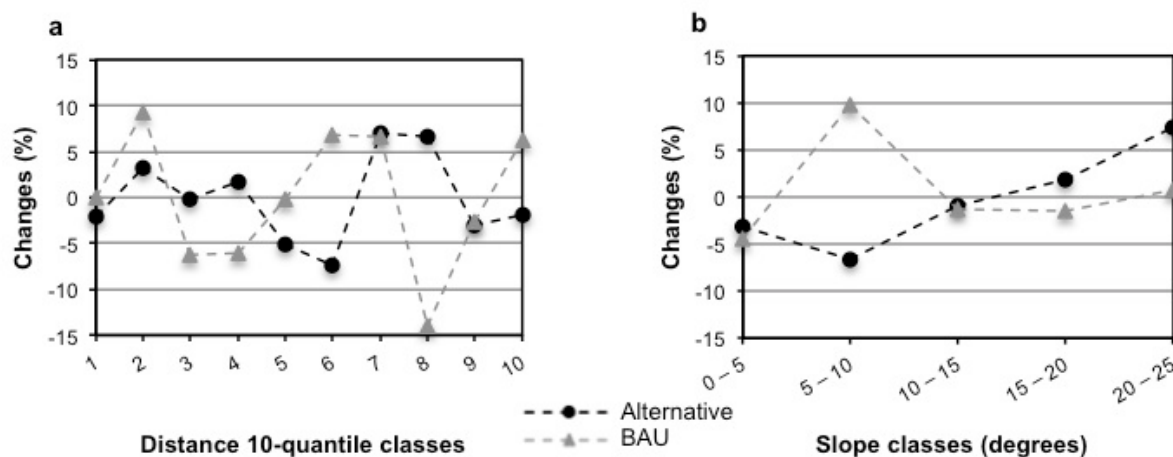 a
15
10
5
0
-5
-10
-15
Changes (%)
1 2 3 4 5 6 7 8 9 10
Distance 10-quantile classes
b
15
10
5
0
-5
-10
-15
Changes (%)
0 – 5 5 – 10 10 – 15 15 – 20 20 – 25
Slope classes (degrees)
Alternative
BAU